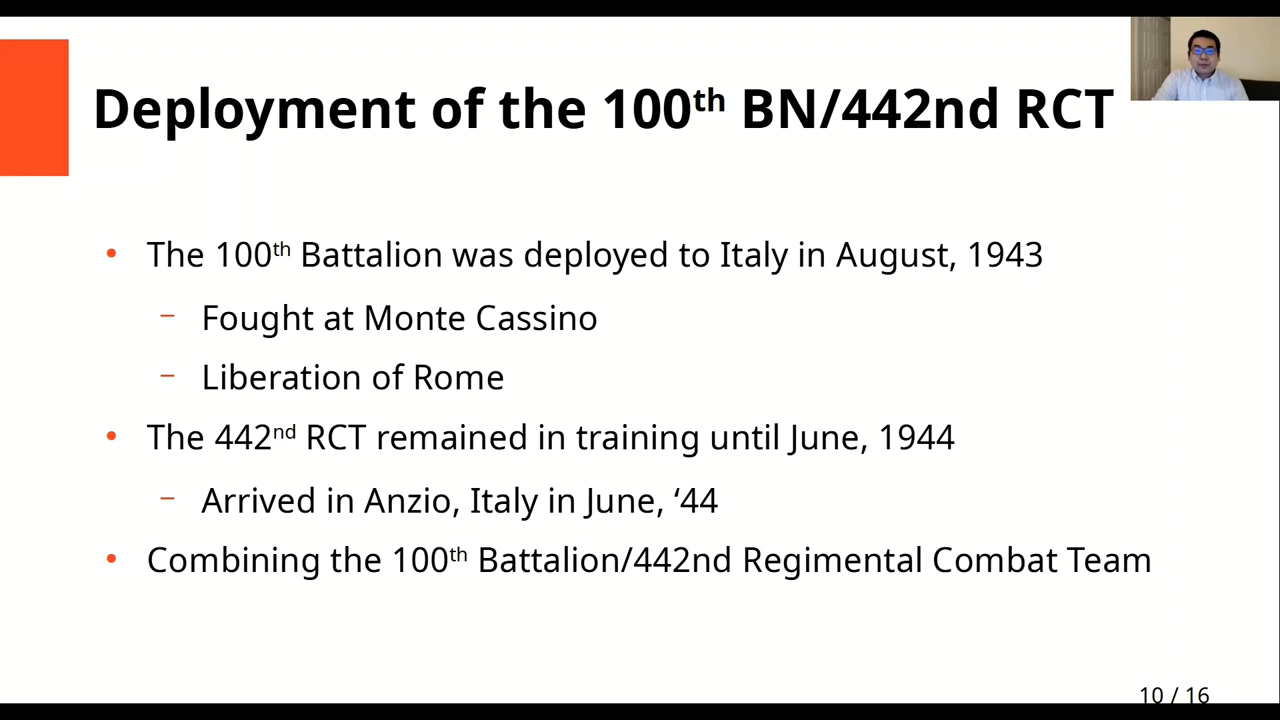 Deployment of the 100th BN/442nd RCT
• The 100th Battalion was deployed to Italy in August, 1943
– Fought at Monte Cassino
– Liberation of Rome
• The 442nd RCT remained in training until June, 1944
– Arrived in Anzio, Italy in June, ‘44
• Combining the 100th Battalion/442nd Regimental Combat Team
10 / 16